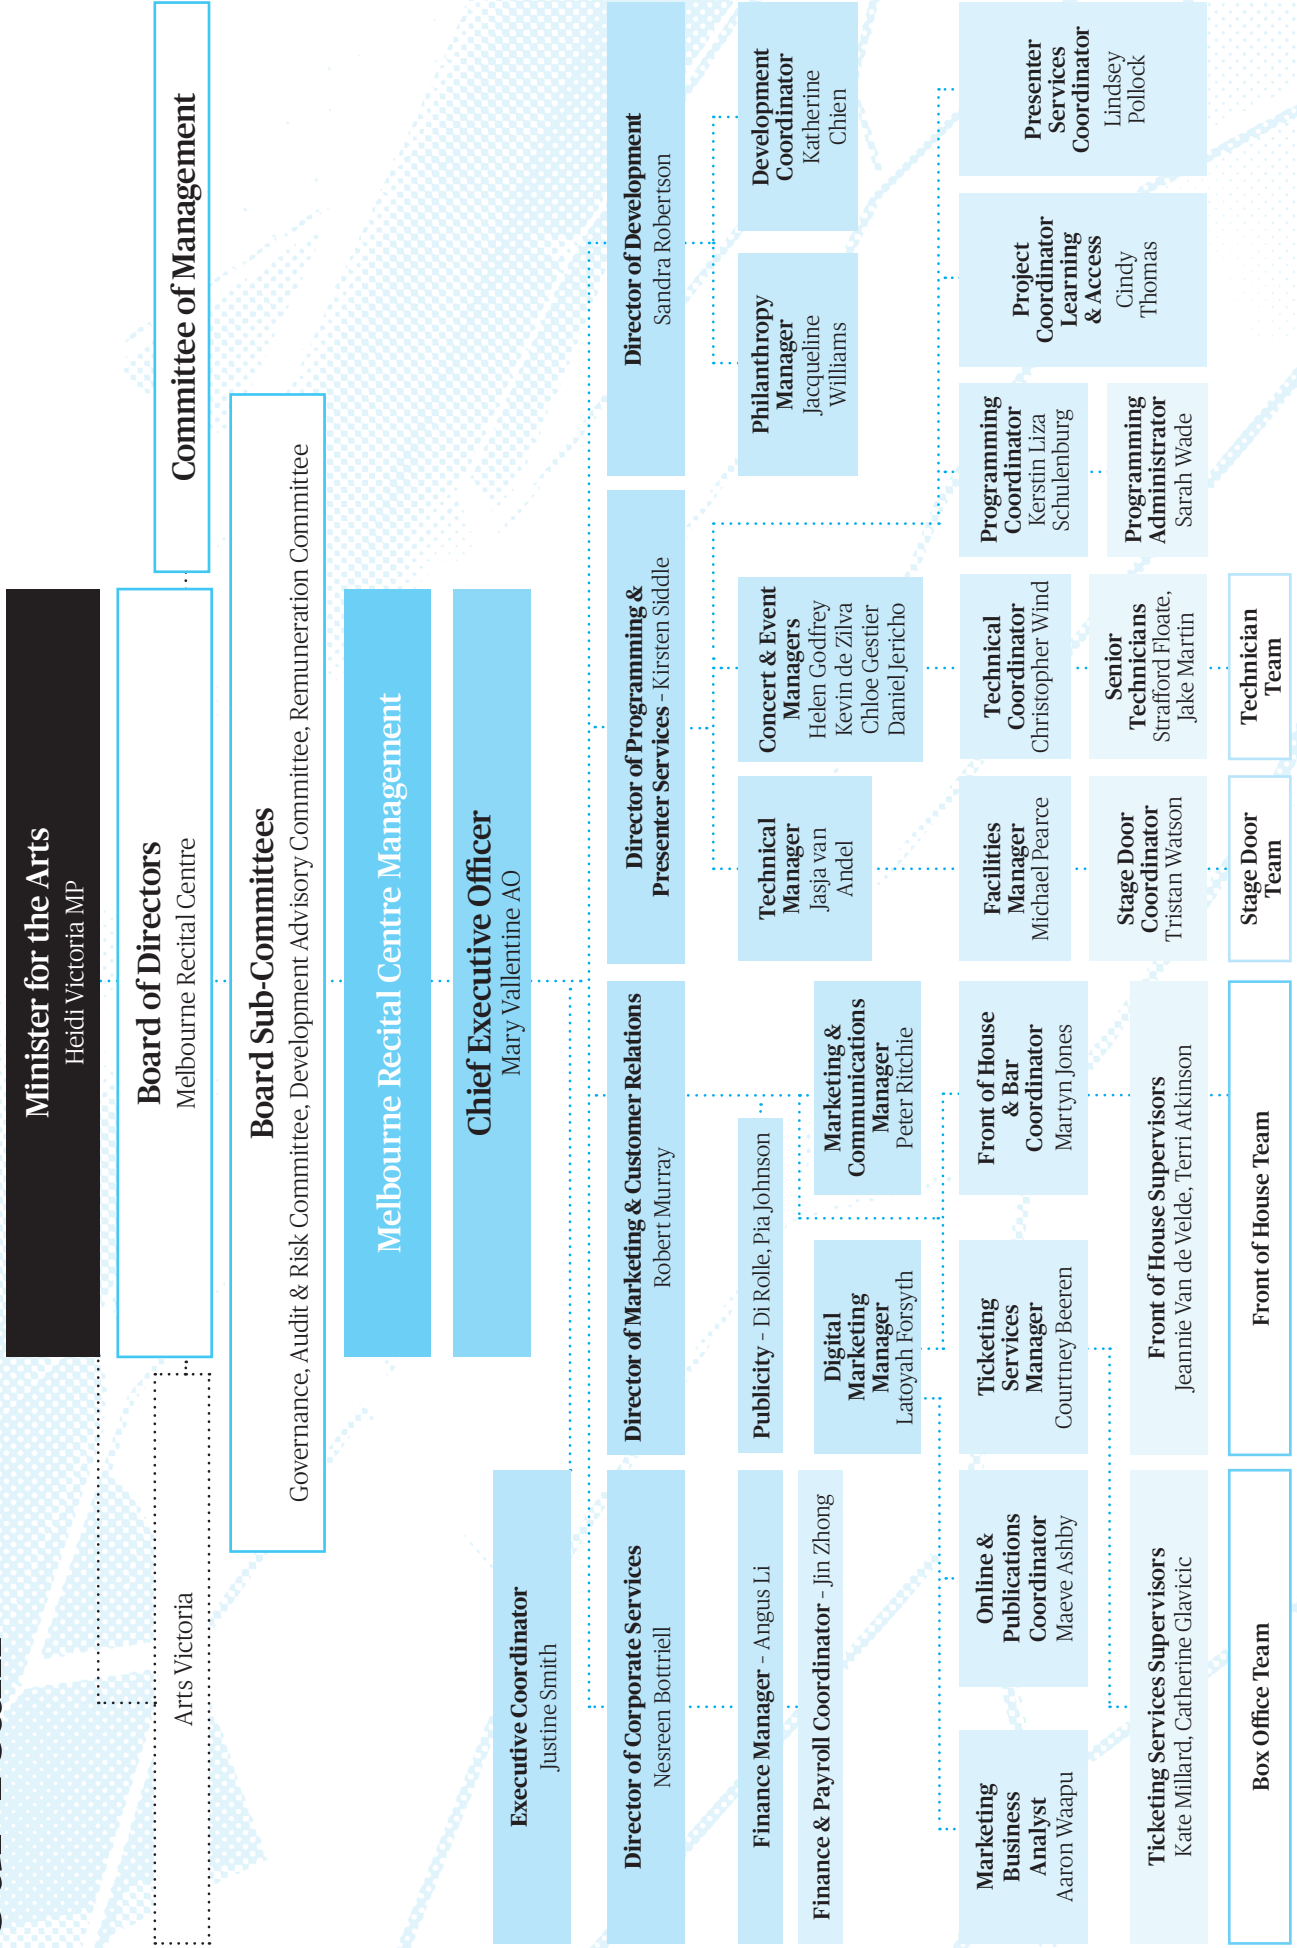 Minister for the Arts
Heidi Victoria MP
Board of Directors
Melbourne Recital Centre
Arts Victoria
Committee of Management
Board Sub-Committees
Governance, Audit & Risk Committee, Development Advisory Committee, Remuneration Committee
Melbourne Recital Centre Management
Chief Executive Officer
Mary Vallentine AO
Executive Coordinator
Justine Smith
Director of Corporate Services
Nesreen Bottriell
Director of Marketing & Customer Relations
Robert Murray
Director of Programming &
Presenter Services – Kirsten Siddle
Director of Development
Sandra Robertson
Finance Manager – Angus Li
Finance & Payroll Coordinator – Jin Zhong
Publicity – Di Rolle, Pia Johnson
Digital
Marketing
Manager
Latoyah Forsyth
Marketing &
Communications
Manager
Peter Ritchie
Technical
Manager
Jasja van
Andel
Concert & Event
Managers
Helen Godfrey
Kevin de Zilva
Chloe Gestier
Daniel Jericho
Philanthropy
Manager
Jacqueline
Williams
Development
Coordinator
Katherine
Chien
Marketing
Business
Analyst
Aaron Waapu
Online &
Publications
Coordinator
Maeve Ashby
Ticketing
Services
Manager
Courtney Beeren
Front of House
& Bar
Coordinator
Martyn Jones
Facilities
Manager
Michael Pearce
Technical
Coordinator
Christopher Wind
Programming
Coordinator
Kerstin Liza
Schulenburg
Project
Coordinator
Learning
& Access
Cindy
Thomas
Presenter
Services
Coordinator
Lindsey
Pollock
Ticketing Services Supervisors
Kate Millard, Catherine Glavicic
Front of House Supervisors
Jeannie Van de Velde, Terri Atkinson
Stage Door
Coordinator
Tristan Watson
Senior
Technicians
Strafford Floate,
Jake Martin
Programming
Administrator
Sarah Wade
Box Office Team
Front of House Team
Stage Door
Team
Technician
Team